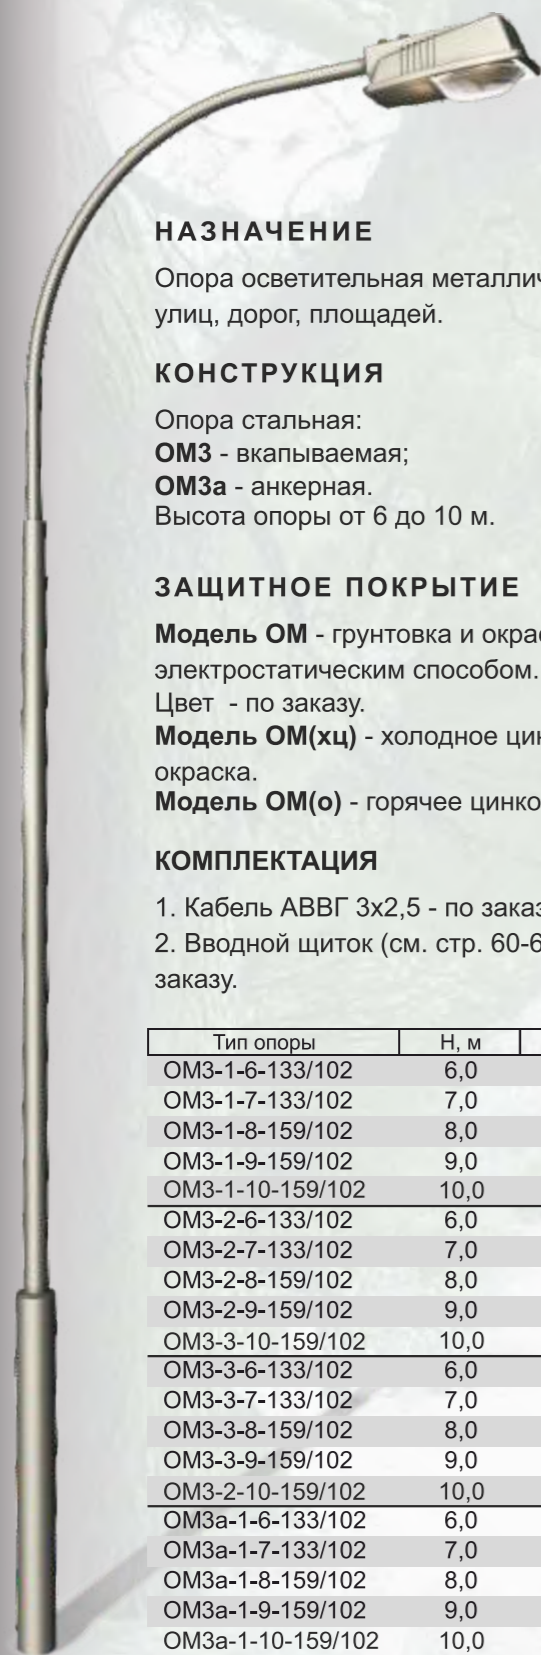 НАЗНАЧЕНИЕ
Опора осветительная металлич
улиц, дорог, площадей.
КОНСТРУКЦИЯ
Опора стальная:
ОМ3 - вкапываемая;
ОМ3а - анкерная.
Высота опоры от 6 до 10 м.
ЗАЩИТНОЕ ПОКРЫТИЕ
Модель ОМ - грунтовка и окрас
электростатическим способом.
Цвет - по заказу.
Модель ОМ(хц) - холодное цин
окраска.
Модель ОМ(о) - горячее цинко
КОМПЛЕКТАЦИЯ
1. Кабель АВВГ 3х2,5 - по заказ
2. Вводной щиток (см. стр. 60-6
заказу.
Тип опоры Н, м
ОМ3-1-6-133/102 6,0
ОМ3-1-7-133/102 7,0
ОМ3-1-8-159/102 8,0
ОМ3-1-9-159/102 9,0
ОМ3-1-10-159/102 10,0
ОМ3-2-6-133/102 6,0
ОМ3-2-7-133/102 7,0
ОМ3-2-8-159/102 8,0
ОМ3-2-9-159/102 9,0
ОМ3-3-10-159/102 10,0
ОМ3-3-6-133/102 6,0
ОМ3-3-7-133/102 7,0
ОМ3-3-8-159/102 8,0
ОМ3-3-9-159/102 9,0
ОМ3-2-10-159/102 10,0
ОМ3а-1-6-133/102 6,0
ОМ3а-1-7-133/102 7,0
ОМ3а-1-8-159/102 8,0
ОМ3а-1-9-159/102 9,0
ОМ3а-1-10-159/102 10,0